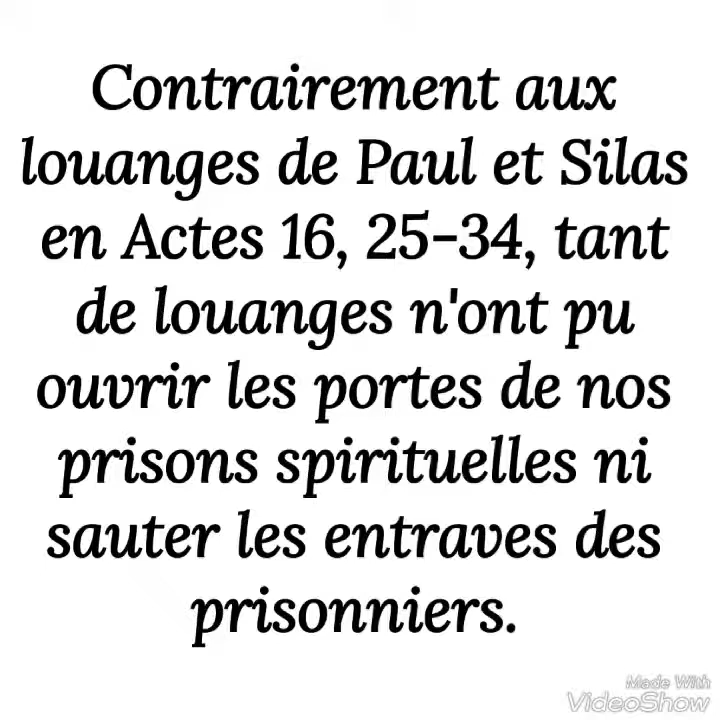 Contrairement aux
louanges de Paul et Silas
en Actes 16, 25-34, tant
de louanges n'ont pu
ouvrir les portes de nos
prisons spirituelles ni
sauter les entraves des
prisonniers.
Made With
VideoShow